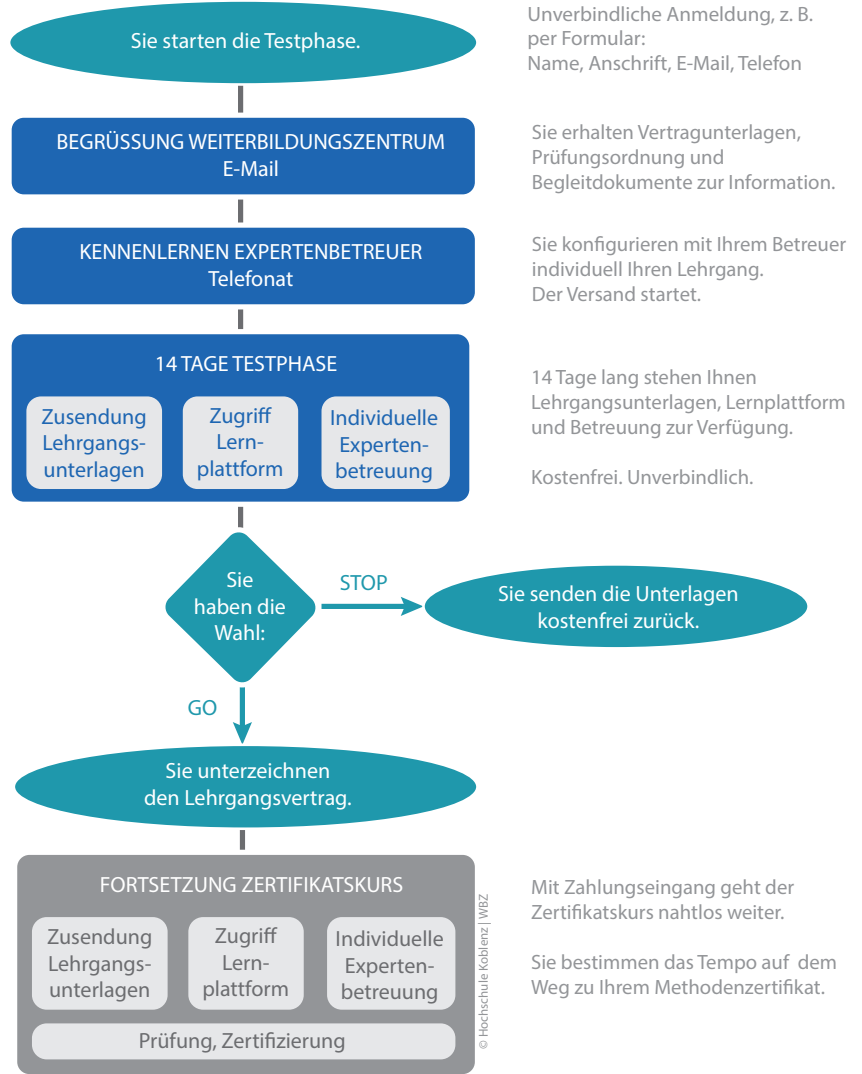 Sie starten die Testphase.
Unverbindliche Anmeldung, z. B.
per Formular:
Name, Anschrift, E-Mail, Telefon
BEGRÜSSUNG WEITERBILDUNGSZENTRUM
E-Mail
Sie erhalten Vertragunterlagen,
Prüfungsordnung und
Begleitdokumente zur Information.
KENNENLERNEN EXPERTENBETREUER
Telefonat
Sie konfigurieren mit Ihrem Betreuer
individuell Ihren Lehrgang.
Der Versand startet.
14 TAGE TESTPHASE
Zusendung
Lehrgangs-
unterlagen
Zugriff
Lern-
plattform
Individuelle
Experten-
betreuung
14 Tage lang stehen Ihnen
Lehrgangsunterlagen, Lernplattform
und Betreuung zur Verfügung.
Kostenfrei. Unverbindlich.
Sie
haben die
Wahl:
STOP
Sie senden die Unterlagen
kostenfrei zurück.
GO
Sie unterzeichnen
den Lehrgangsvertrag.
FORTSETZUNG ZERTIFIKATSKURS
Zusendung
Lehrgangs-
unterlagen
Zugriff
Lern-
plattform
Individuelle
Experten-
betreuung
Prüfung, Zertifizierung
© Hochschule Koblenz | WBZ
Mit Zahlungseingang geht der
Zertifikatskurs nahtlos weiter.
Sie bestimmen das Tempo auf dem
Weg zu Ihrem Methodenzertifikat.